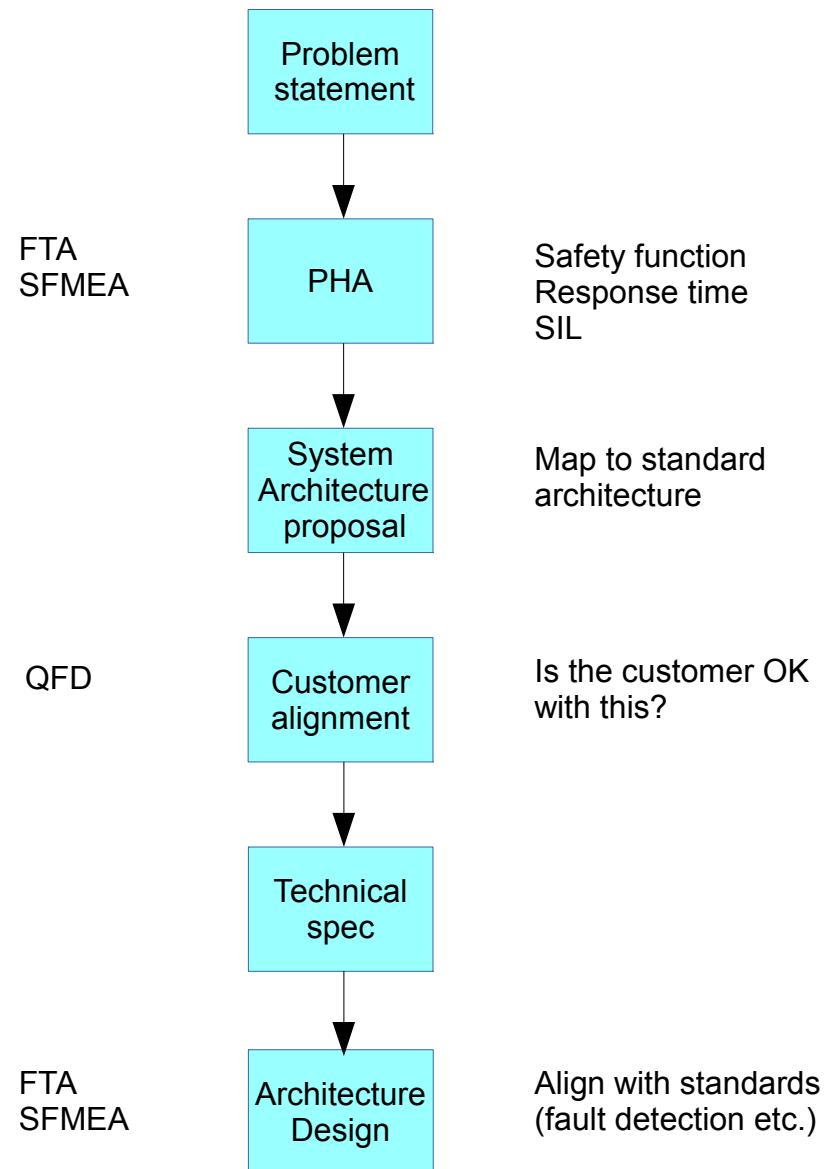 Problem
statement
FTA
SFMEA
PHA
Safety function
Response time
SIL
System
Architecture
proposal
Map to standard
architecture
QFD
Customer
alignment
Is the customer OK
with this?
Technical
spec
FTA
SFMEA
Architecture
Design
Align with standards
(fault detection etc.)